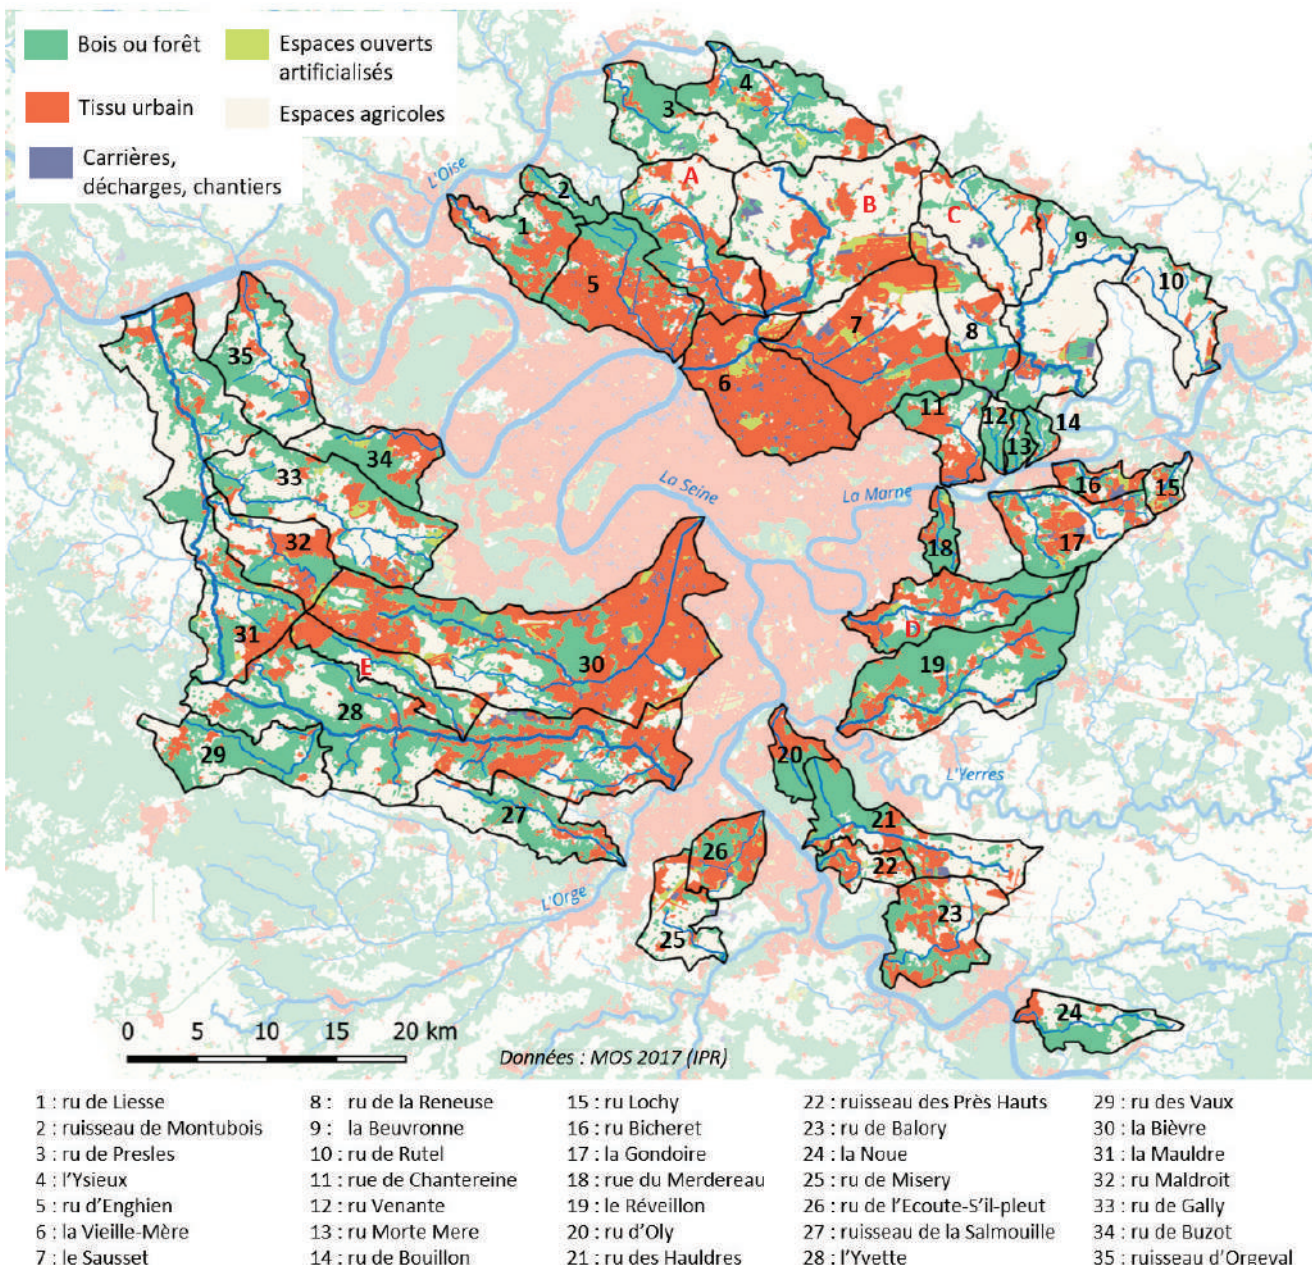 Bois ou forêt
Espaces ouverts
artificialisés
Tissu urbain
Espaces agricoles
Carrières,
décharges, chantiers
L'Oise
La Seine
La Marne
L'Yerres
L'Orge
1
2
3
4
5
6
7
8
9
10
11
12
13
14
15
16
17
18
19
20
21
22
23
24
25
26
27
28
29
30
31
32
33
34
35
A
B
C
D
E
0 5 10 15 20 km
Données : MOS 2017 (IPR)
1 : ru de Liesse
2 : ruisseau de Montubois
3 : ru de Presles
4 : l'Ysieux
5 : ru d'Enghien
6 : la Vieille-Mère
7 : le Sausset
8 : ru de la Reneuse
9 : la Beuvronne
10 : ru de Rutel
11 : rue de Chantereine
12 : ru Venante
13 : ru Morte Mere
14 : ru de Bouillon
15 : ru Lochy
16 : ru Bicheret
17 : la Gondoire
18 : rue du Merdereau
19 : le Réveillon
20 : ru d'Oly
21 : ru des Hauldres
22 : ruisseau des Près Hauts
23 : ru de Balory
24 : la Noue
25 : ru de Misery
26 : ru de l'Ecoute-S'il-pleut
27 : ruisseau de la Salmouille
28 : l'Yvette
29 : ru des Vaux
30 : la Bièvre
31 : la Mauldre
32 : ru Maldroit
33 : ru de Gally
34 : ru de Buzot
35 : ruisseau d'Orgeval